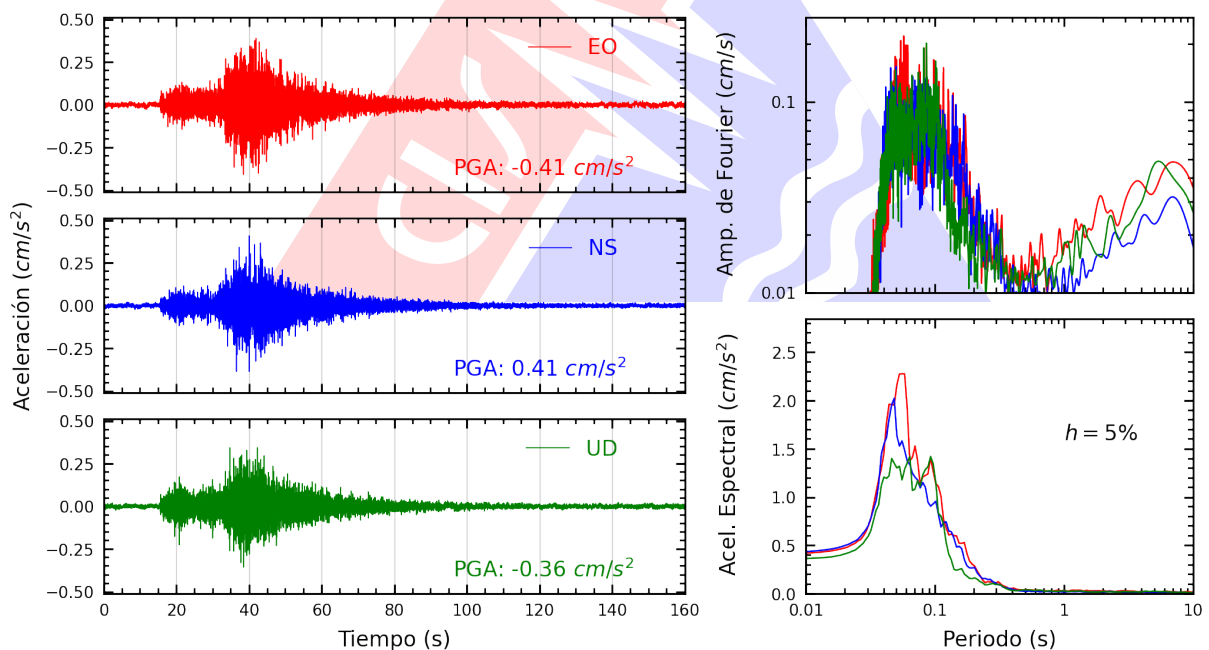 Aceleración (cm/s²)
0.50
0.25
0.00
−0.25
−0.50
EO
PGA: -0.41 cm/s²
0.50
0.25
0.00
−0.25
−0.50
NS
PGA: 0.41 cm/s²
0.50
0.25
0.00
−0.25
−0.50
UD
PGA: -0.36 cm/s²
0 20 40 60 80 100 120 140 160
Tiempo (s)
Amp. de Fourier (cm/s)
0.1
0.01
Acel. Espectral (cm/s²)
2.5
2.0
1.5
1.0
0.5
0.0
h = 5%
0.01 0.1 1 10
Periodo (s)